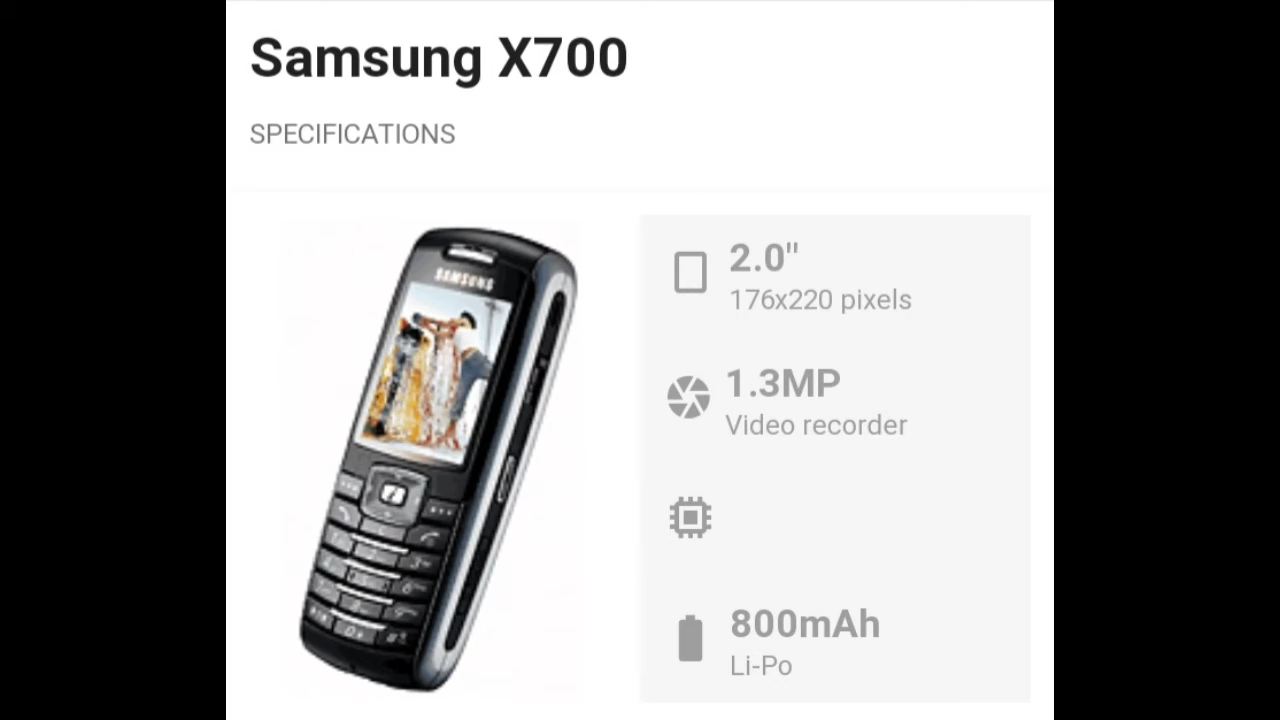 Samsung X700
SPECIFICATIONS
SAMSUNG
2.0"
176x220 pixels
1.3MP
Video recorder
800mAh
Li-Po